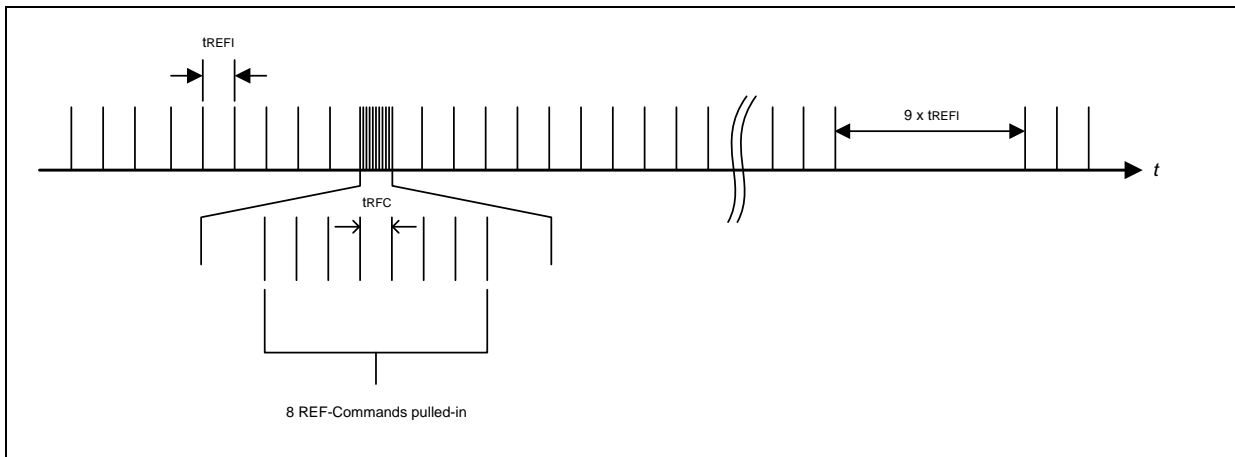 tREFI
9 x tREFI
t
tRFC
8 REF-Commands pulled-in